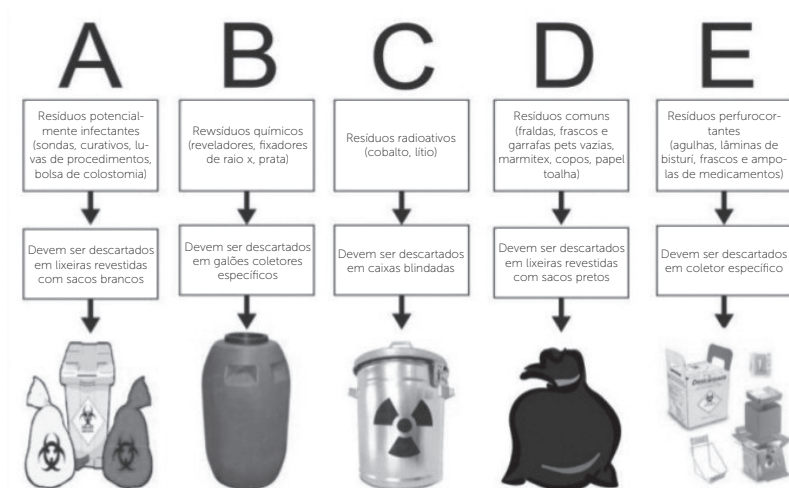 A
B
C
D
E
Resíduos potencial-
mente infectantes
(sondas, curativos, lu-
vas de procedimentos,
bolsa de colostomia)
Rewsíduos químicos
(reveladores, fixadores
de raio x, prata)
Resíduos radioativos
(cobalto, lítio)
Resíduos comuns
(fraldas, frascos e
garrafas pets vazias,
marmitex, copos, papel
toalha)
Resíduos perfurocor-
tantes
(agulhas, lâminas de
bisturí, frascos e ampo-
las de medicamentos)
Devem ser descartados
em lixeiras revestidas
com sacos brancos
Devem ser descartados
em galões coletores
específicos
Devem ser descartados
em caixas blindadas
Devem ser descartados
em lixeiras revestidas
com sacos pretos
Devem ser descartados
em coletor específico